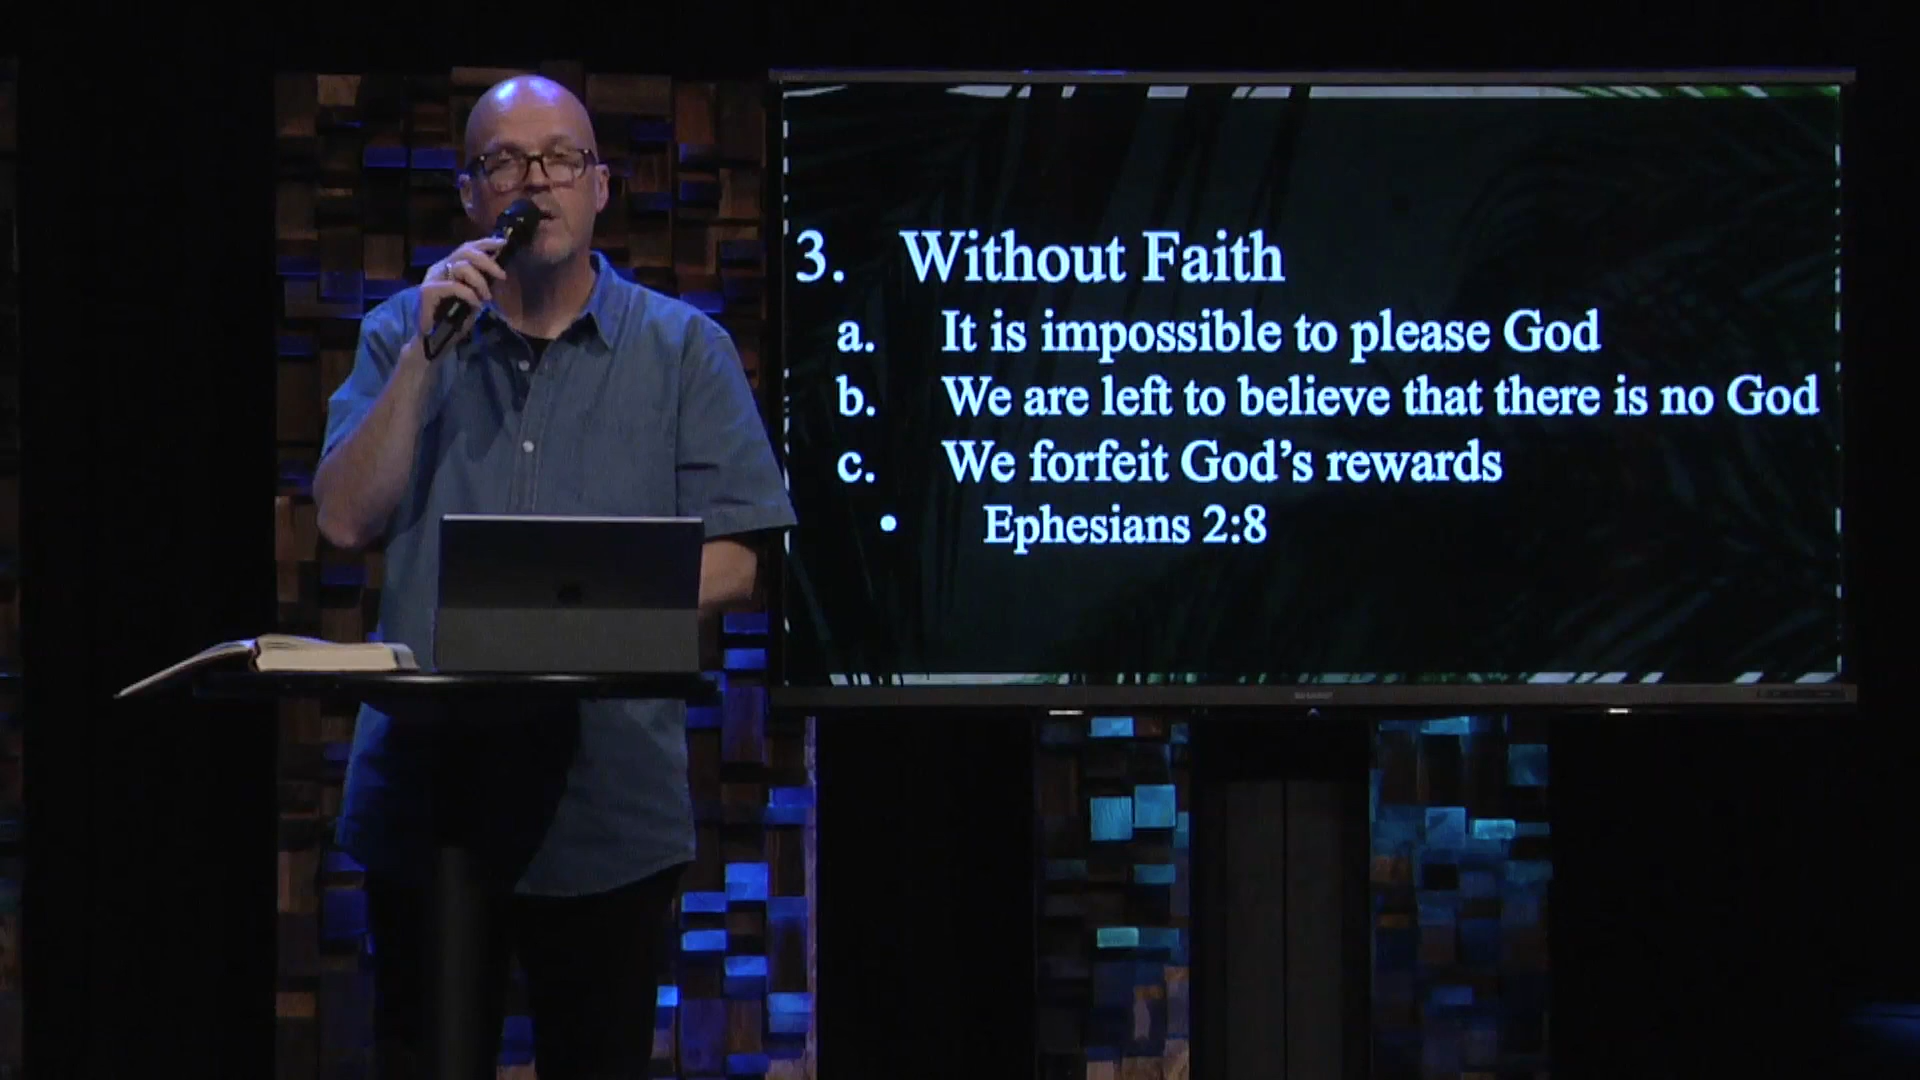 3. Without Faith
a. It is impossible to please God
b. We are left to believe that there is no God
c. We forfeit God’s rewards
• Ephesians 2:8
SHARP